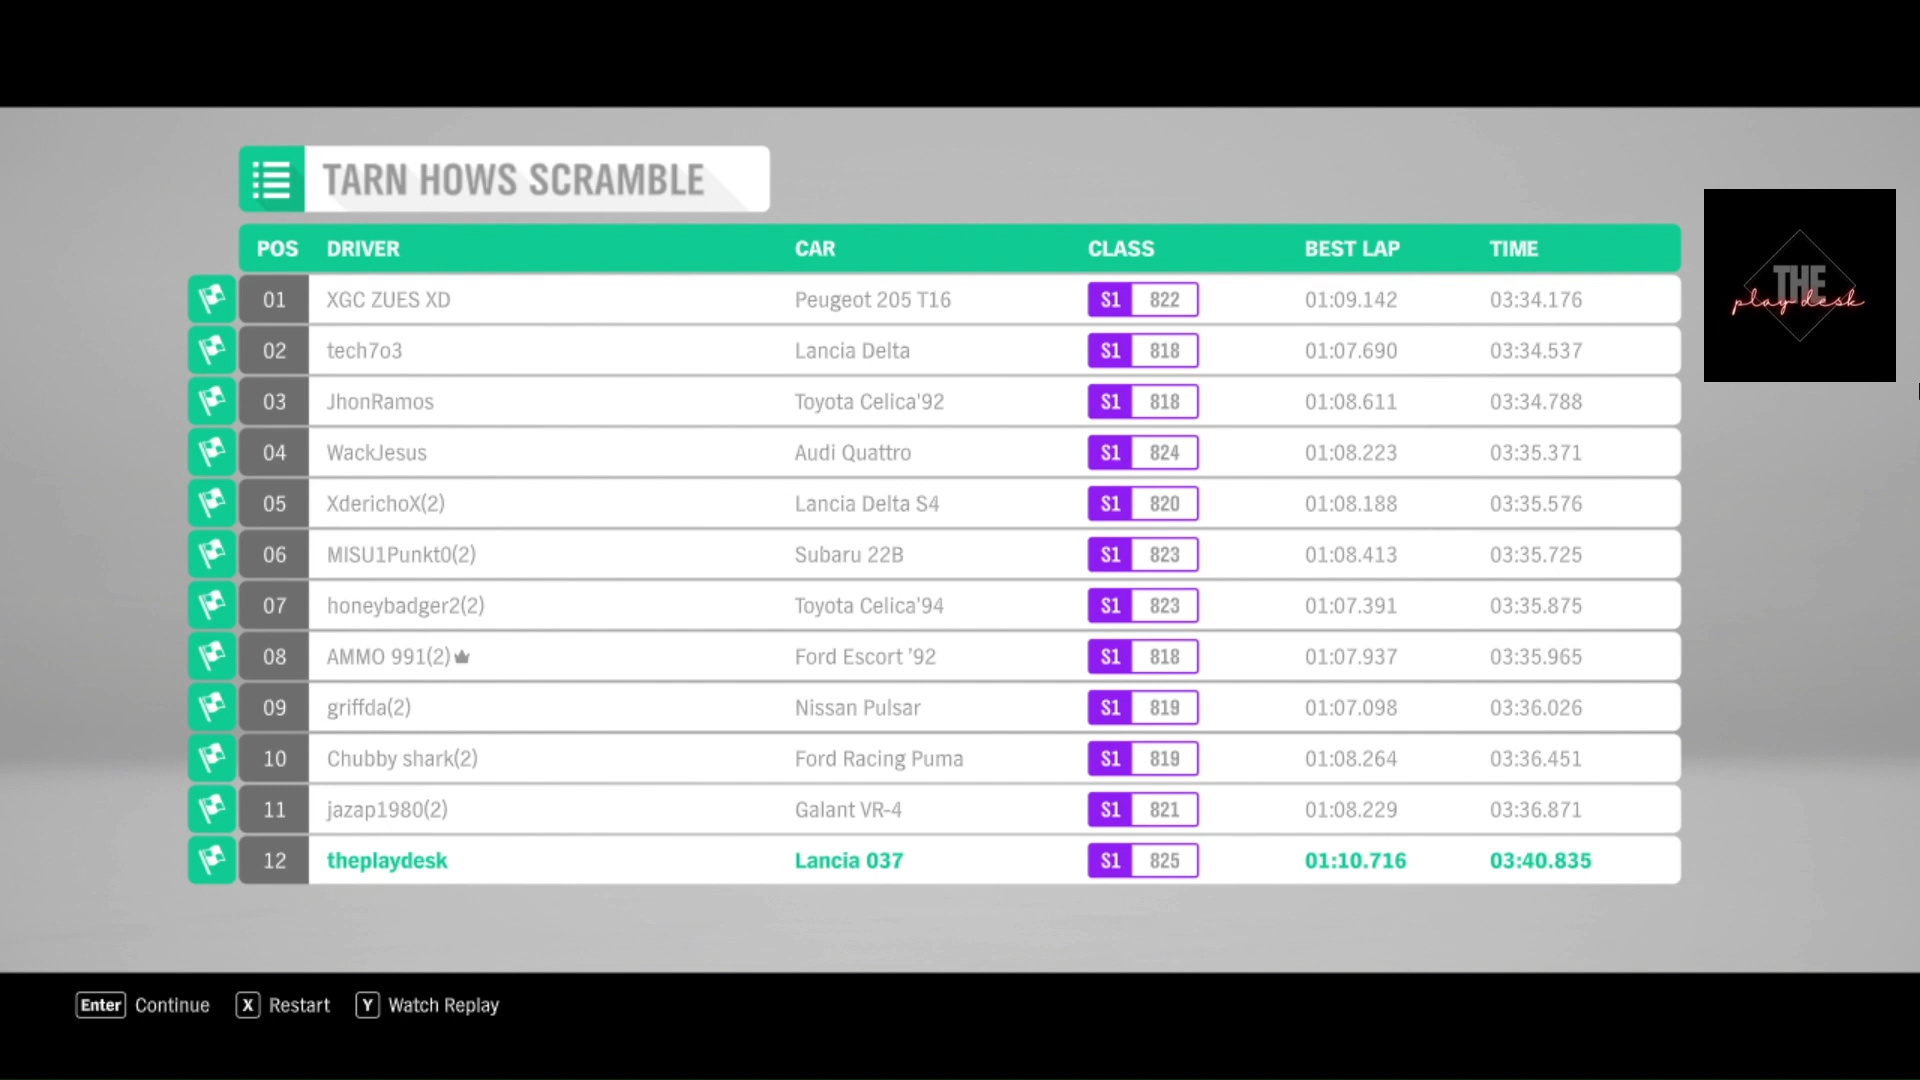 TARN HOWS SCRAMBLE
POS DRIVER CAR CLASS BEST LAP TIME
01 XGC ZUES XD Peugeot 205 T16 S1 822 01:09.142 03:34.176
02 tech7o3 Lancia Delta S1 818 01:07.690 03:34.537
03 JhonRamos Toyota Celica'92 S1 818 01:08.611 03:34.788
04 WackJesus Audi Quattro S1 824 01:08.223 03:35.371
05 XderichoX(2) Lancia Delta S4 S1 820 01:08.188 03:35.576
06 MISU1Punkt0(2) Subaru 22B S1 823 01:08.413 03:35.725
07 honeybadger2(2) Toyota Celica'94 S1 823 01:07.391 03:35.875
08 AMMO 991(2) Ford Escort '92 S1 818 01:07.937 03:35.965
09 griffda(2) Nissan Pulsar S1 819 01:07.098 03:36.026
10 Chubby shark(2) Ford Racing Puma S1 819 01:08.264 03:36.451
11 jazap1980(2) Galant VR-4 S1 821 01:08.229 03:36.871
12 theplaydesk Lancia 037 S1 825 01:10.716 03:40.835
THE
play desk
Enter Continue X Restart Y Watch Replay